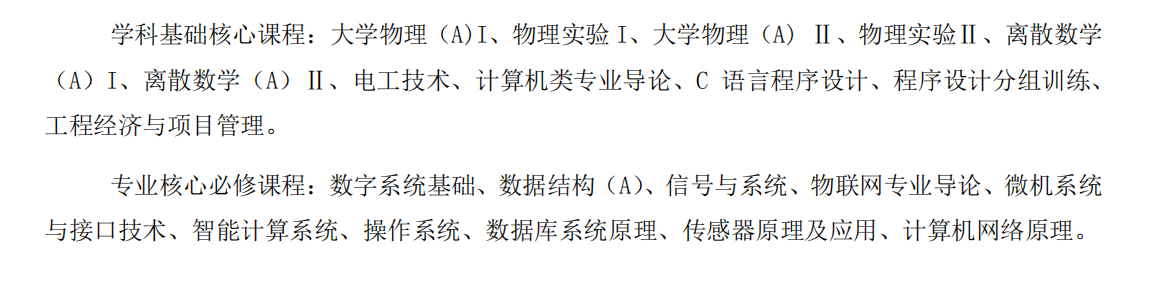 学科基础核心课程：大学物理（A)I、物理实验 I、大学物理（A) Ⅱ、物理实验Ⅱ、离散数学
（A）I、离散数学（A）Ⅱ、电工技术、计算机类专业导论、C 语言程序设计、程序设计分组训练、
工程经济与项目管理。
专业核心必修课程：数字系统基础、数据结构（A）、信号与系统、物联网专业导论、微机系统
与接口技术、智能计算系统、操作系统、数据库系统原理、传感器原理及应用、计算机网络原理。